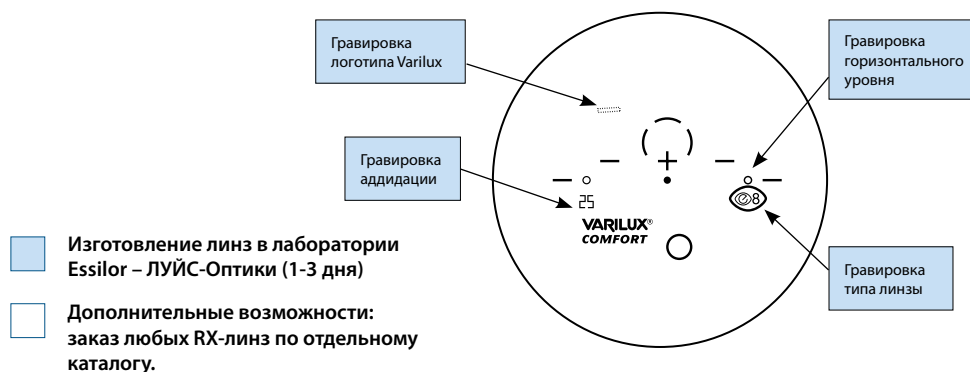 Гравировка
логотипа Varilux
Гравировка
горизонтального
уровня
Гравировка
аддидации
25
8
VARILUX®
COMFORT
Гравировка
типа линзы
Изготовление линз в лаборатории
Essilor – ЛУЙС-Оптики (1-3 дня)
Дополнительные возможности:
заказ любых RX-линз по отдельному
каталогу.